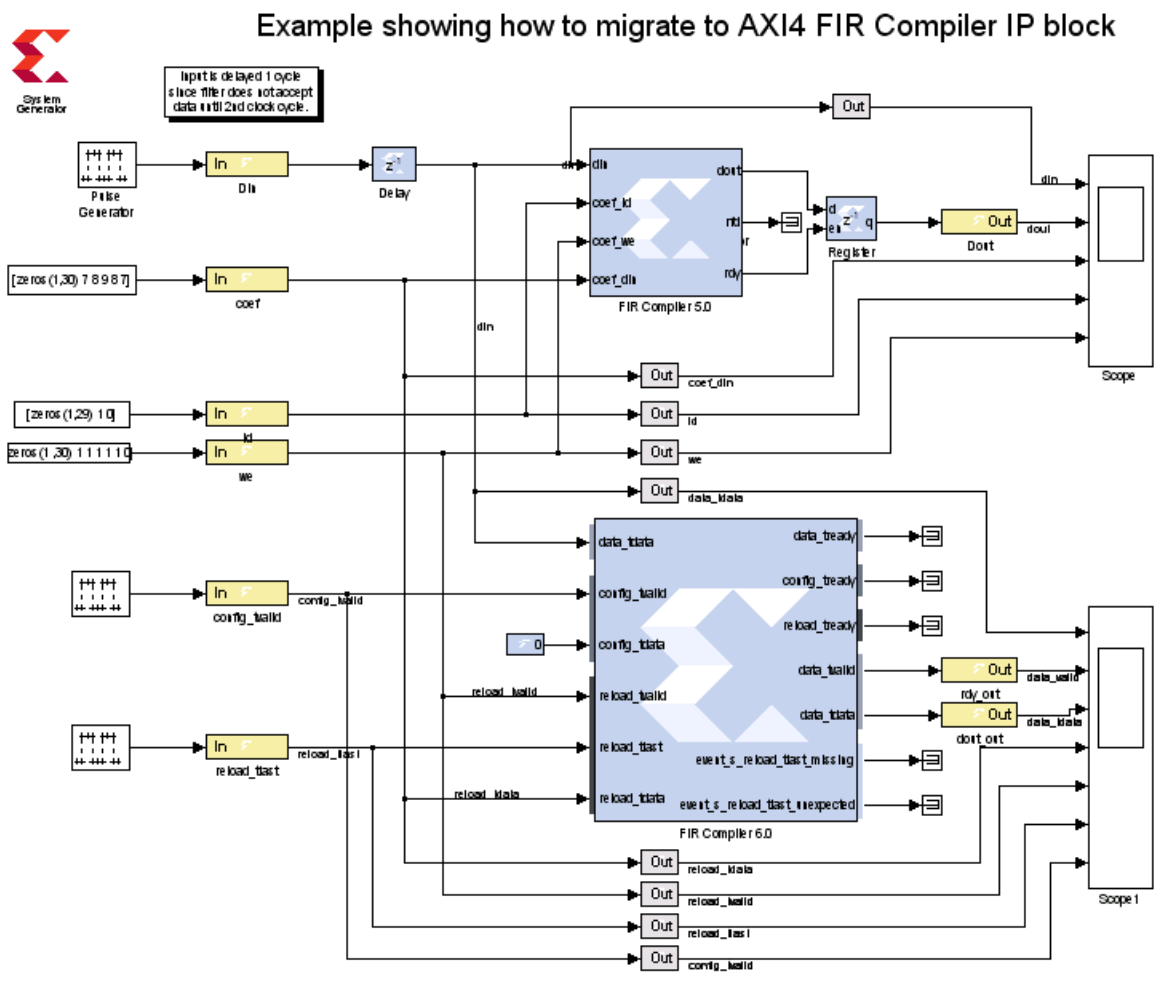 Example showing how to migrate to AXI4 FIR Compiler IP block
System
Generator
Input is delayed 1 cycle
since filter does not accept
data until 2nd clock cycle.
Out
Pulse
Generator
In
Din
z-1
Delay
din
din
coef_ld
coef_we
coef_din
dout
nd
rdy
FIR Compiler 5.0
d
en
z-1
q
Register
Out
Dout
din
dout
Scope
[zeros(1,30) 7 8 9 8 7]
In
coef
din
Out
coef_din
[zeros(1,29) 1 0]
In
ld
Out
ld
zeros(1,30) 1 1 1 1 1 0
In
we
Out
we
Out
data_tdata
In
config_tvalid
config_tvalid
0
reload_tvalid
In
reload_tlast
reload_tlast
reload_tdata
data_tdata
config_tvalid
config_tdata
reload_tvalid
reload_tlast
reload_tdata
data_tready
config_tready
reload_tready
data_tvalid
data_tdata
event_s_reload_tlast_missing
event_s_reload_tlast_unexpected
FIR Compiler 6.0
Out
rdy_out
data_valid
Out
dout_out
data_tdata
Scope1
Out
reload_tdata
Out
reload_tvalid
Out
reload_tlast
Out
config_tvalid